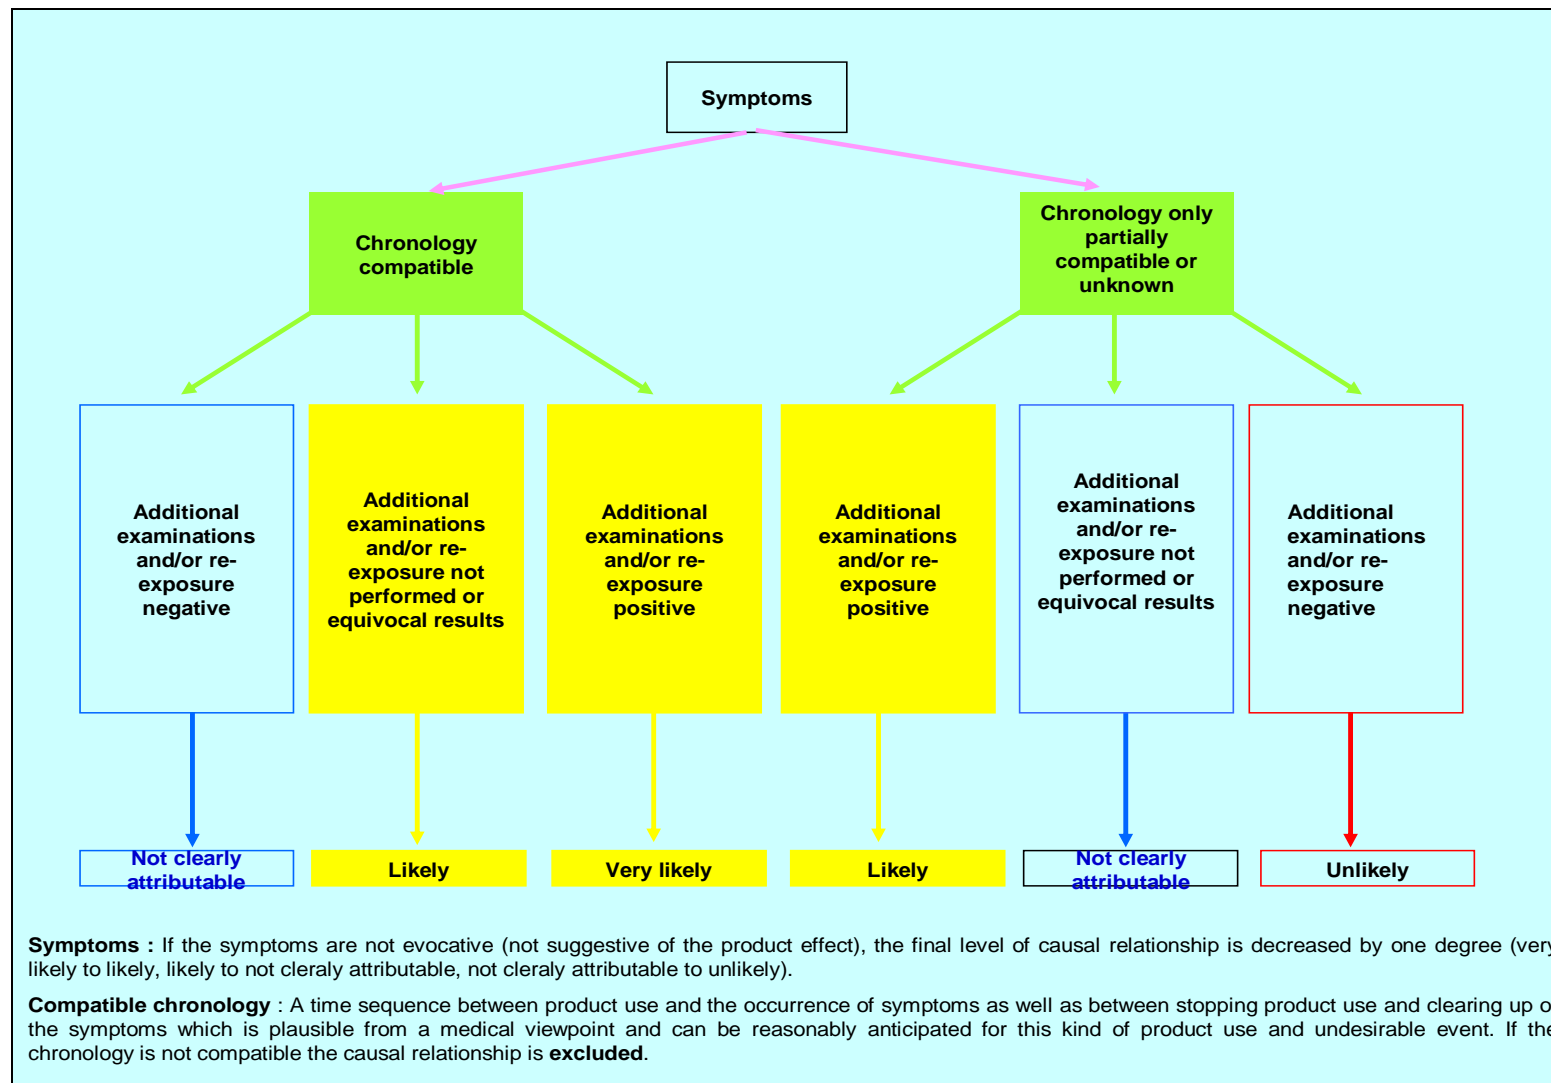 Symptoms
Chronology
compatible
Chronology only
partially
compatible or
unknown
Additional
examinations
and/or re-
exposure
negative
Additional
examinations
and/or re-
exposure not
performed or
equivocal results
Additional
examinations
and/or re-
exposure
positive
Additional
examinations
and/or re-
exposure
positive
Additional
examinations
and/or re-
exposure not
performed or
equivocal results
Additional
examinations
and/or re-
exposure
negative
Not clearly
attributable
Likely
Very likely
Likely
Not clearly
attributable
Unlikely
Symptoms : If the symptoms are not evocative (not suggestive of the product effect), the final level of causal relationship is decreased by one degree (very
likely to likely, likely to not cleraly attributable, not cleraly attributable to unlikely).
Compatible chronology : A time sequence between product use and the occurrence of symptoms as well as between stopping product use and clearing up of
the symptoms which is plausible from a medical viewpoint and can be reasonably anticipated for this kind of product use and undesirable event. If the
chronology is not compatible the causal relationship is excluded.